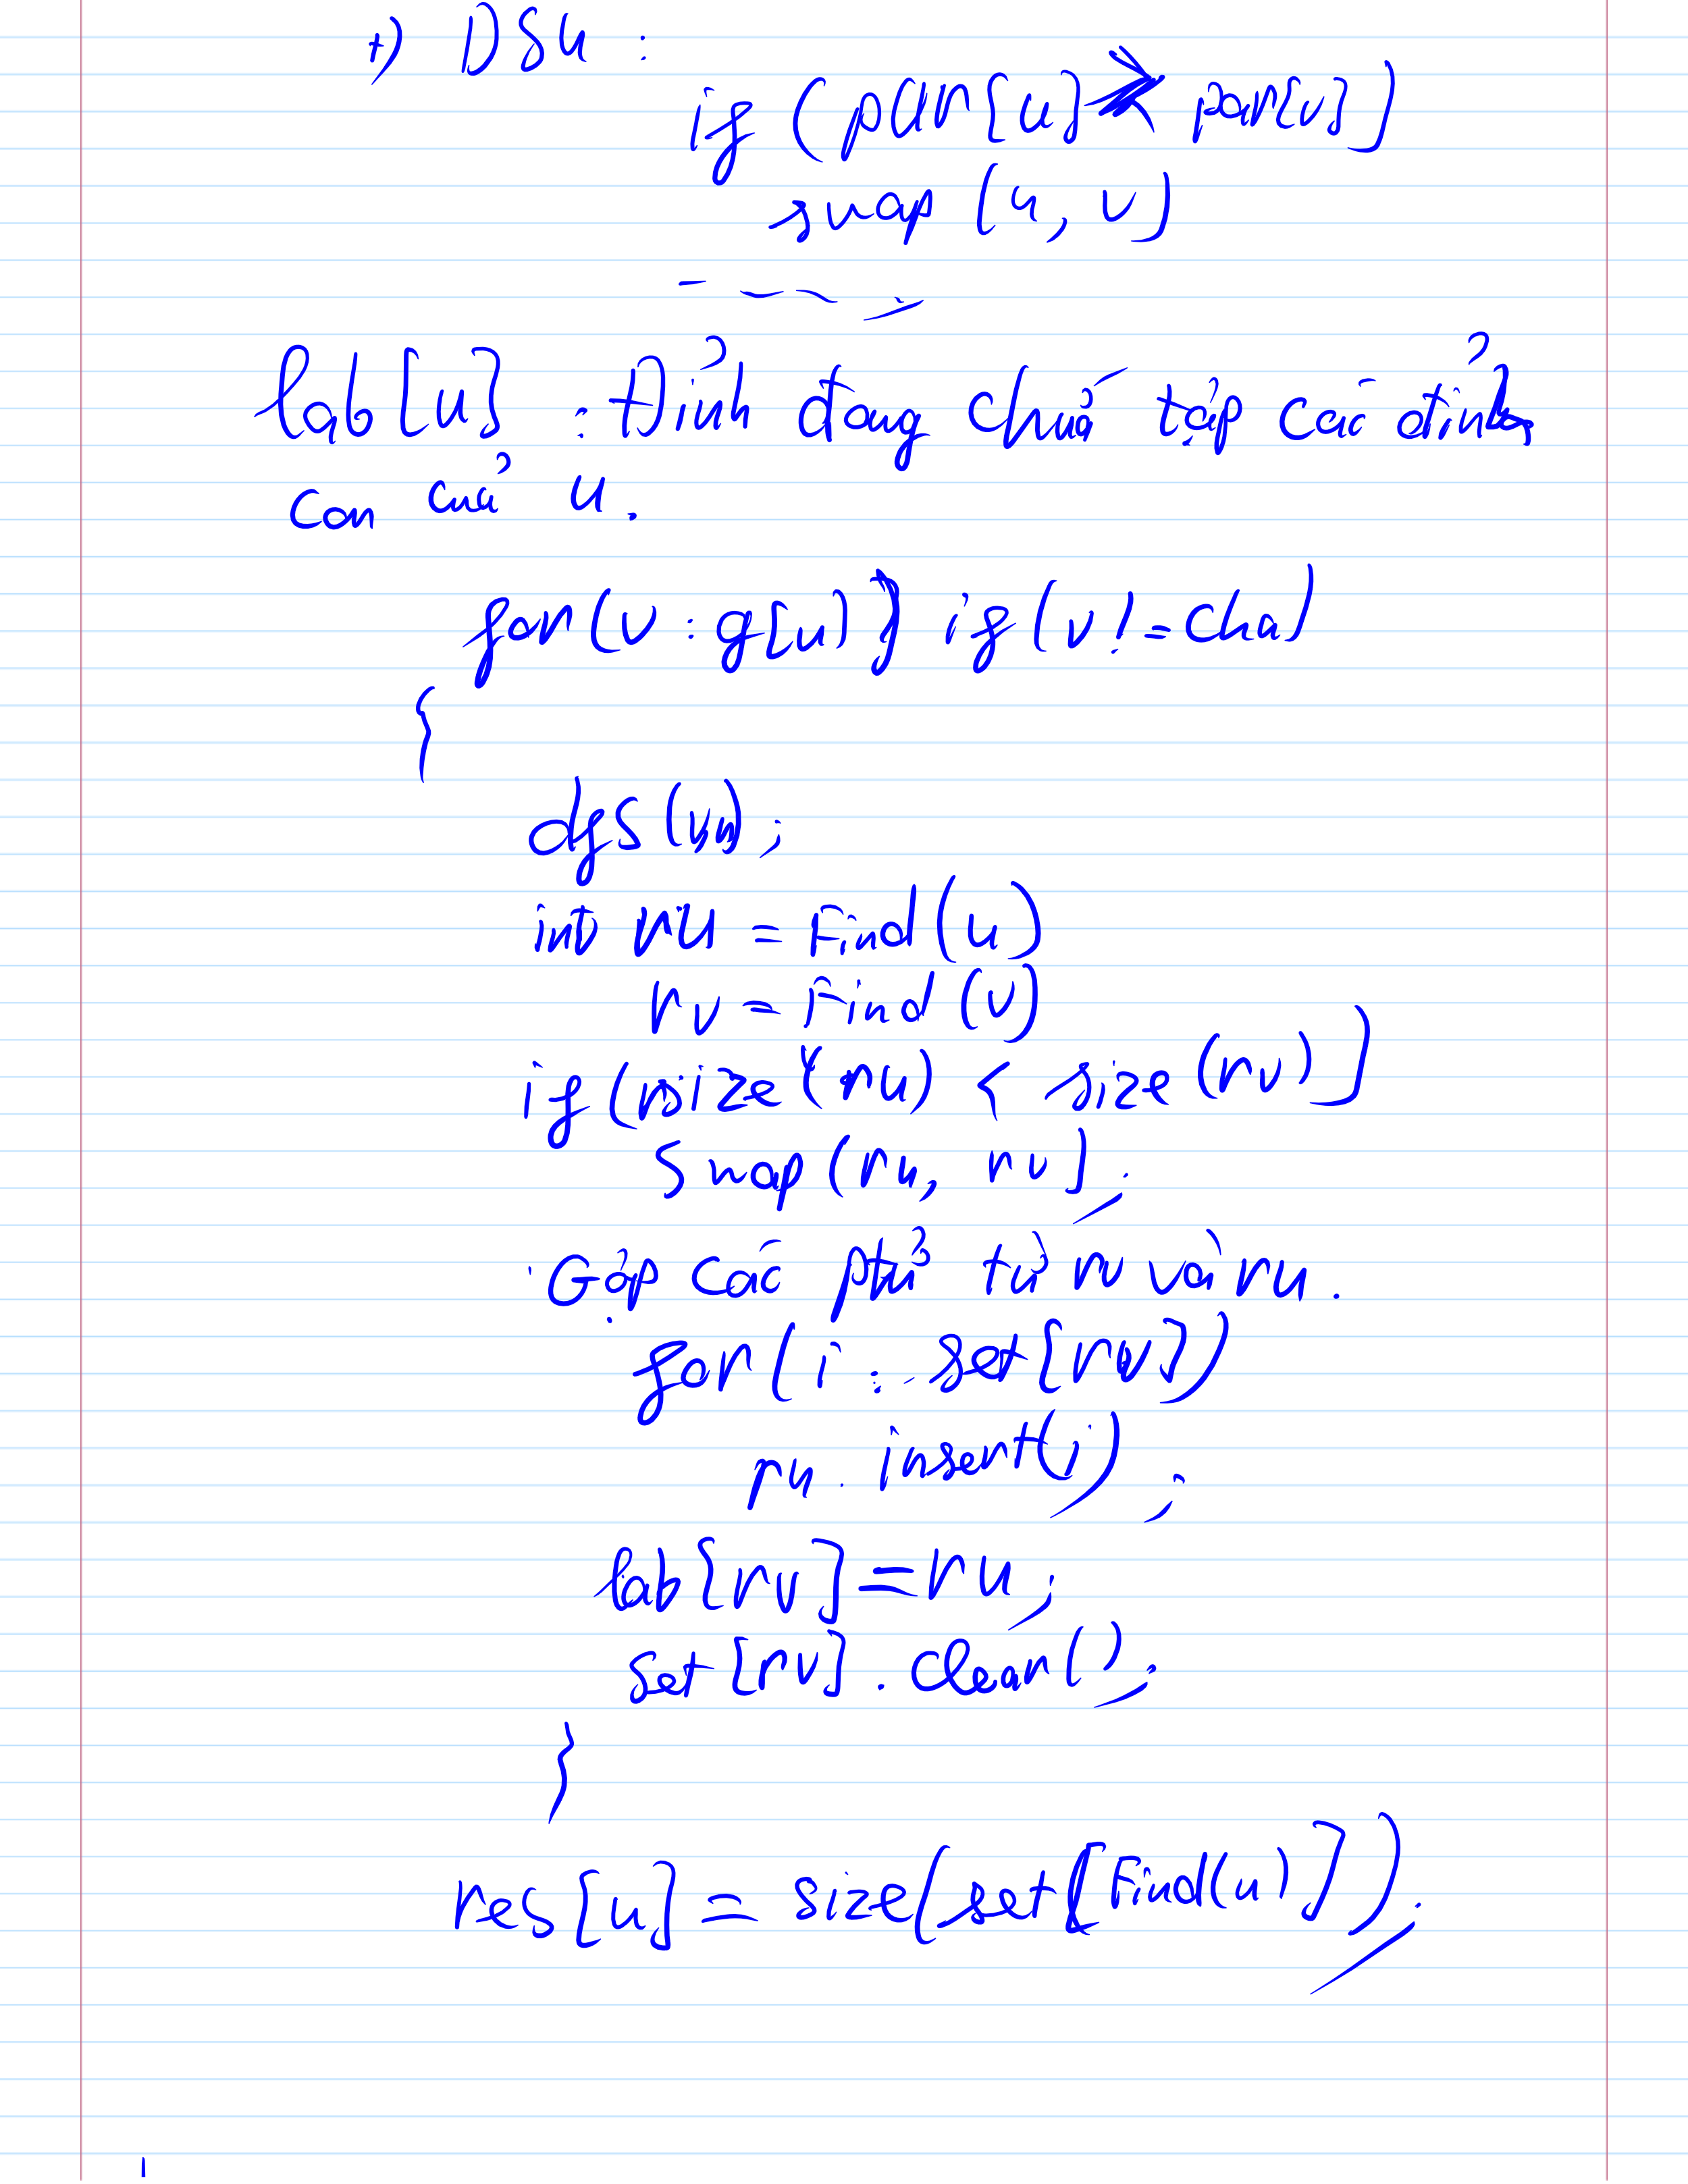 +) DSU :
if (par[u] > par[v])
swap (u, v)
lab[u] : Đỉnh đang chứa tập các đỉnh
con của u.
for(v : g[u]) if(v != cha)
{
dfs(v);
int ru = Find(u)
rv = Find(v)
if(size(ru) < size(rv))
swap(ru, rv);
Gộp các ptử từ rv vào ru.
for(i : set[rv])
ru. insert(i) ;
lab[rv] = ru;
set[rv]. clear();
}
res[u] = size(set[Find(u)]);